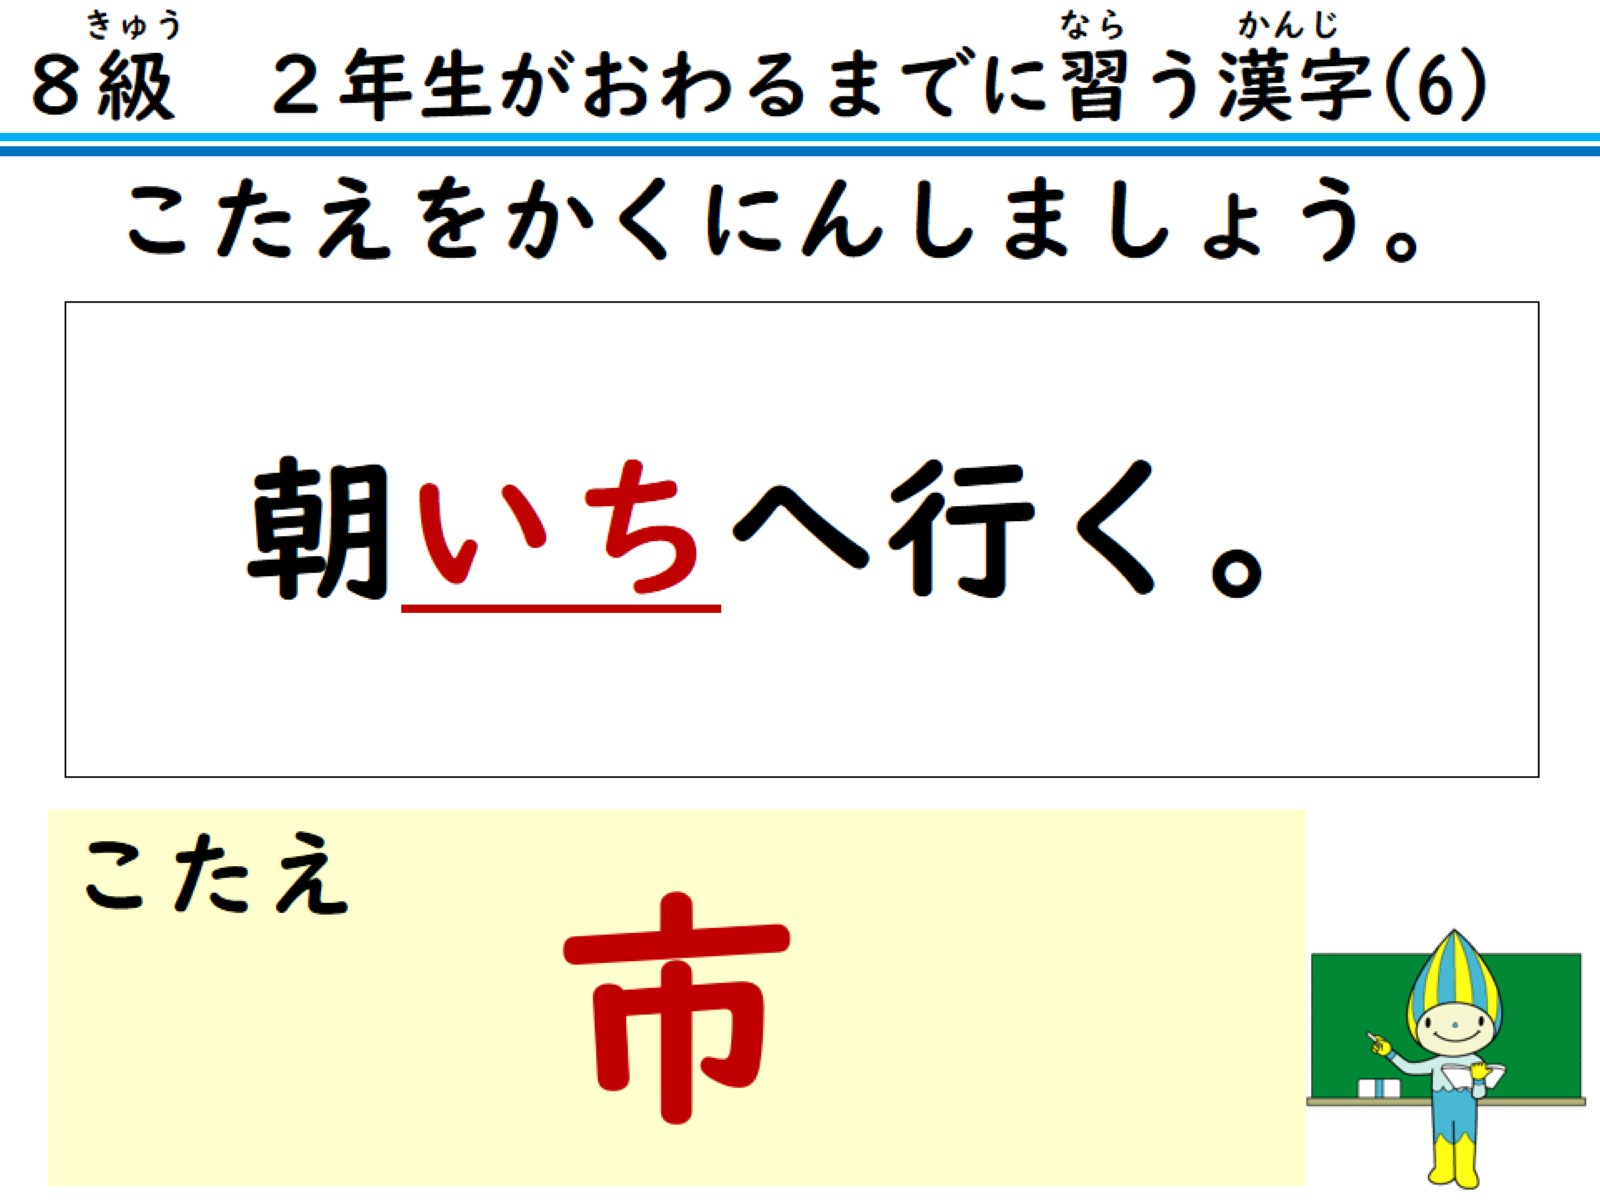 きゅう なら かんじ
８級　２年生がおわるまでに習う漢字(6)
こたえをかくにんしましょう。
朝いちへ行く。
こたえ
市